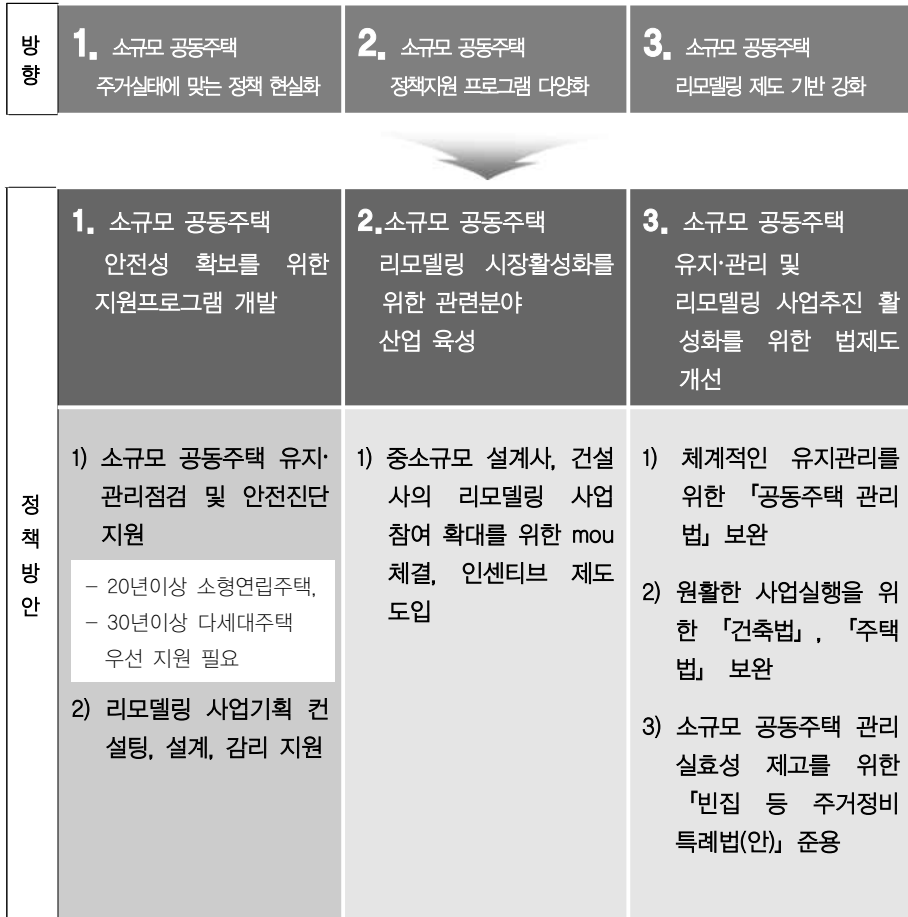 방
향
1. 소규모 공동주택
주거실태에 맞는 정책 현실화
2. 소규모 공동주택
정책지원 프로그램 다양화
3. 소규모 공동주택
리모델링 제도 기반 강화
정
책
방
안
1. 소규모 공동주택
안전성 확보를 위한
지원프로그램 개발
1) 소규모 공동주택 유지·
관리점검 및 안전진단
지원
- 20년이상 소형연립주택,
- 30년이상 다세대주택
우선 지원 필요
2) 리모델링 사업기획 컨
설팅, 설계, 감리 지원
2.소규모 공동주택
리모델링 시장활성화를
위한 관련분야
산업 육성
1) 중소규모 설계사, 건설
사의 리모델링 사업
참여 확대를 위한 mou
체결, 인센티브 제도
도입
3. 소규모 공동주택
유지·관리 및
리모델링 사업추진 활
성화를 위한 법제도
개선
1) 체계적인 유지관리를
위한 「공동주택 관리
법」 보완
2) 원활한 사업실행을 위
한 「건축법」, 「주택
법」 보완
3) 소규모 공동주택 관리
실효성 제고를 위한
「빈집 등 주거정비
특례법(안)」 준용